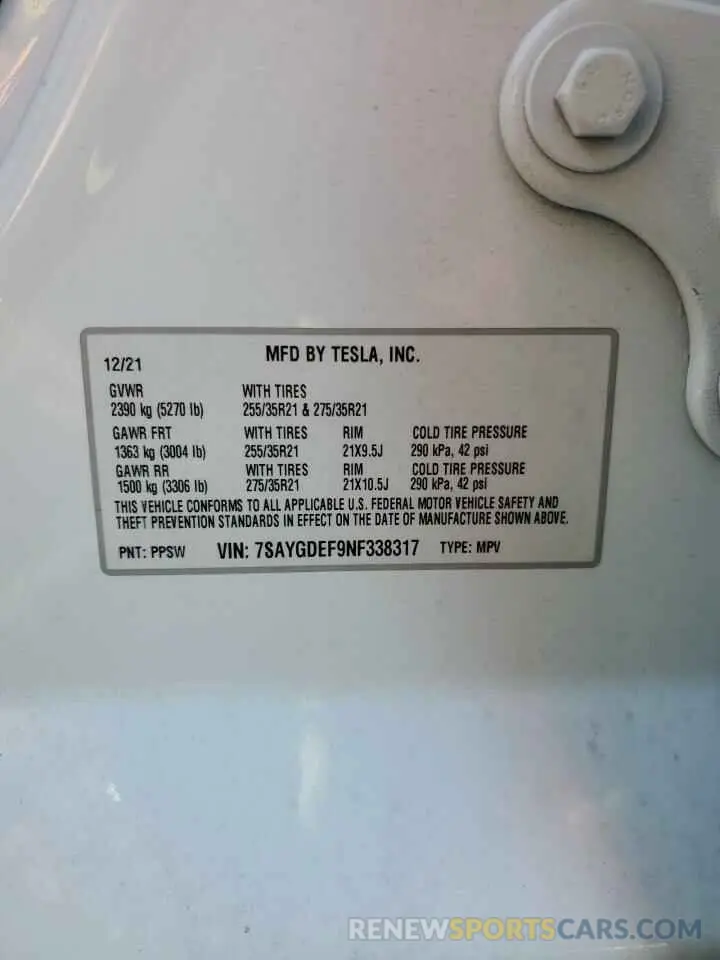 MFD BY TESLA, INC.
12/21
GVWR WITH TIRES
2390 kg (5270 lb) 255/35R21 & 275/35R21
GAWR FRT WITH TIRES RIM COLD TIRE PRESSURE
1363 kg (3004 lb) 255/35R21 21X9.5J 290 kPa, 42 psi
GAWR RR WITH TIRES RIM COLD TIRE PRESSURE
1500 kg (3306 lb) 275/35R21 21X10.5J 290 kPa, 42 psi
THIS VEHICLE CONFORMS TO ALL APPLICABLE U.S. FEDERAL MOTOR VEHICLE SAFETY AND
THEFT PREVENTION STANDARDS IN EFFECT ON THE DATE OF MANUFACTURE SHOWN ABOVE.
PNT: PPSW VIN: 7SAYGDEF9NF338317 TYPE: MPV
RENEWSPORTSCARS.COM